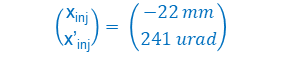 (x_inj) = (−22 mm)
(x'_inj) (241 urad)